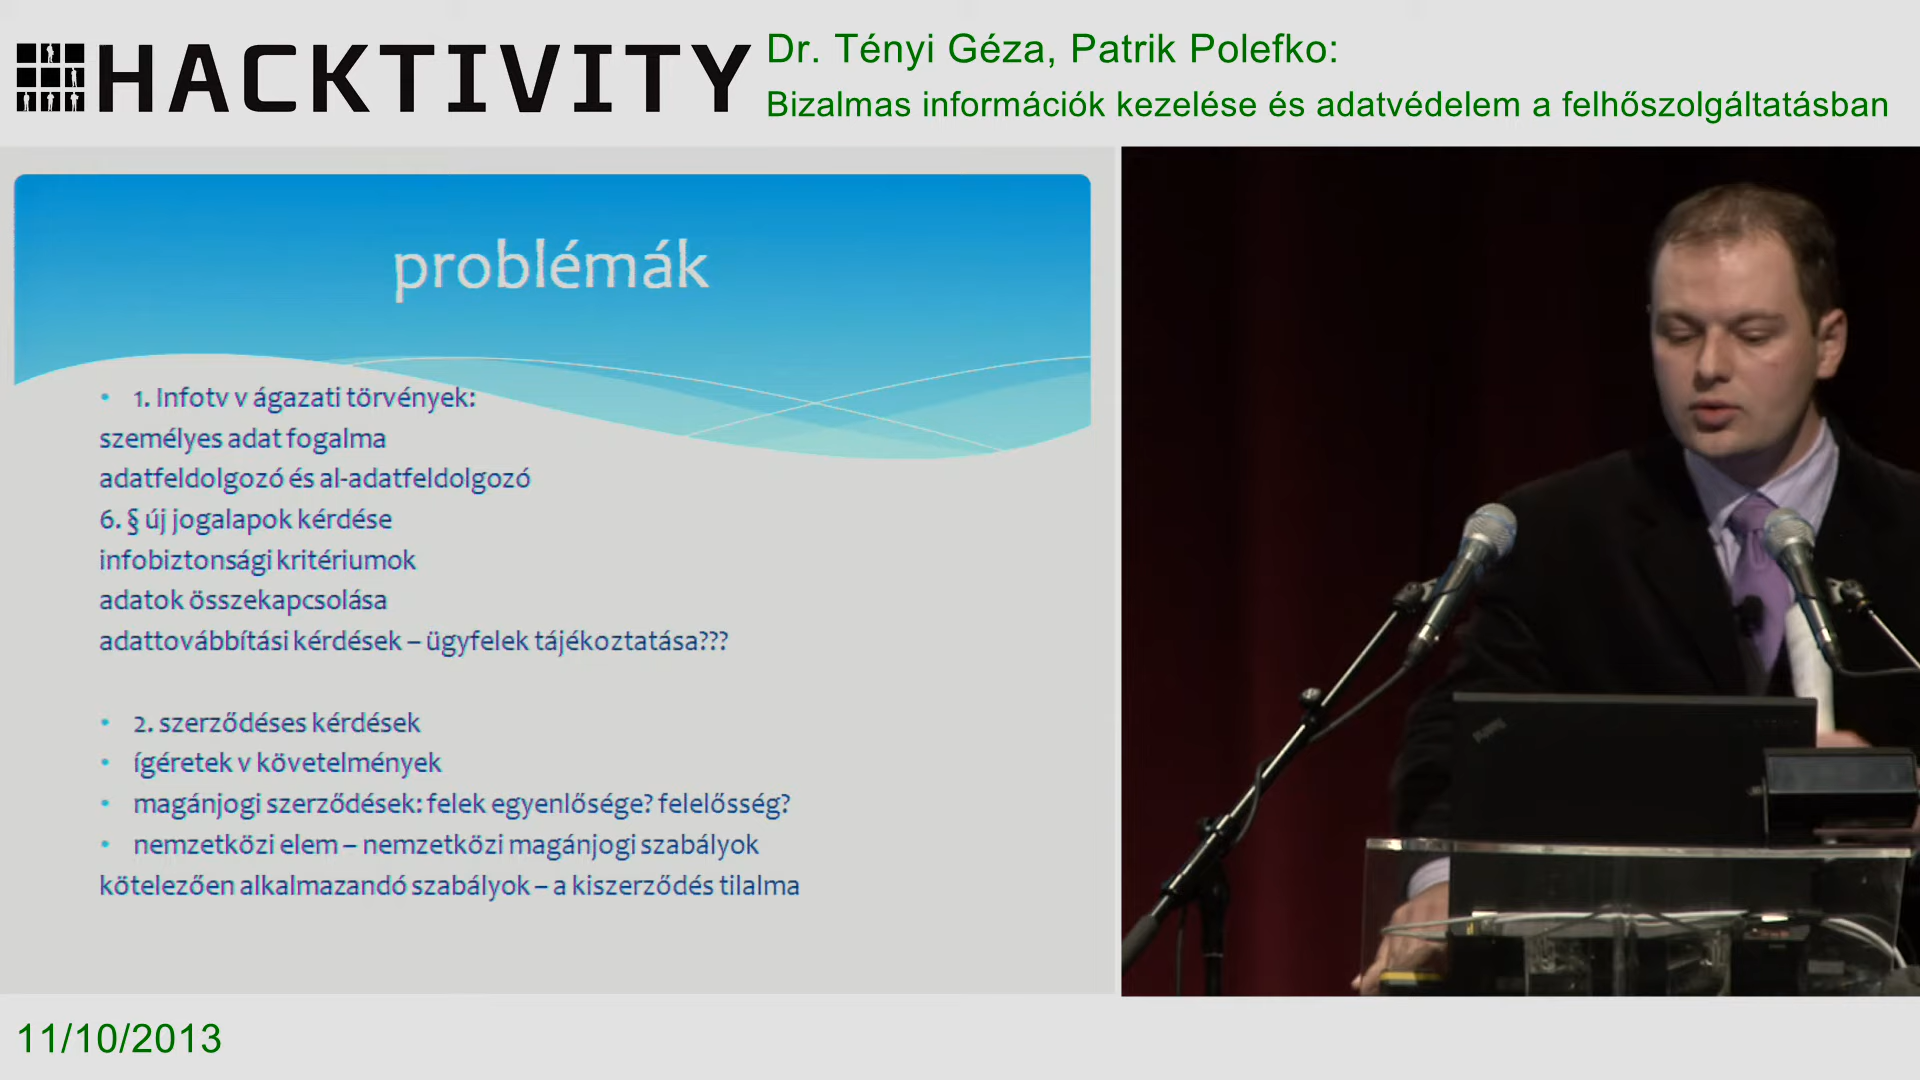 HACKTIVITY
Dr. Tényi Géza, Patrik Polefko:
Bizalmas információk kezelése és adatvédelem a felhőszolgáltatásban
problémák
• 1. Infotv v ágazati törvények:
személyes adat fogalma
adatfeldolgozó és al-adatfeldolgozó
6. § új jogalapok kérdése
infobiztonsági kritériumok
adatok összekapcsolása
adattovábbítási kérdések – ügyfelek tájékoztatása???
• 2. szerződéses kérdések
• ígéretek v követelmények
• magánjogi szerződések: felek egyenlősége? felelősség?
• nemzetközi elem – nemzetközi magánjogi szabályok
kötelezően alkalmazandó szabályok – a kiszerződés tilalma
11/10/2013